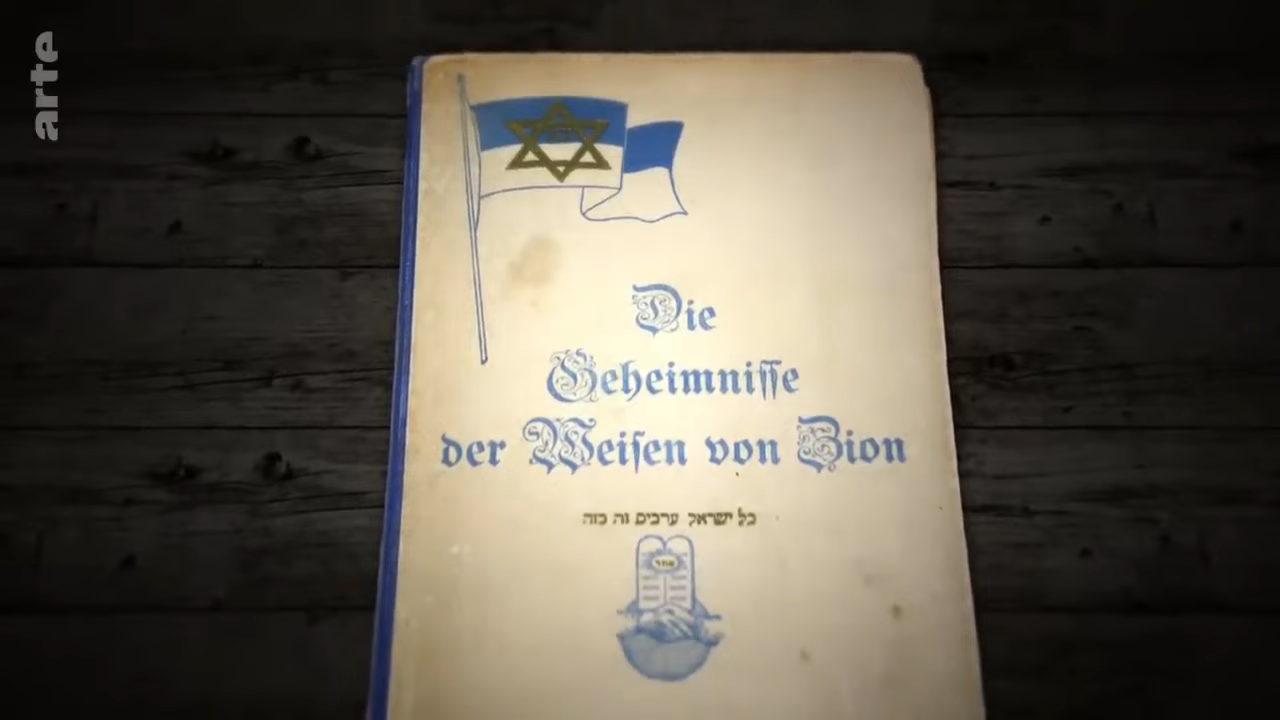 arte
Die
Geheimnisse
der Weisen von Zion
כל ישראל ערבים זה בזה